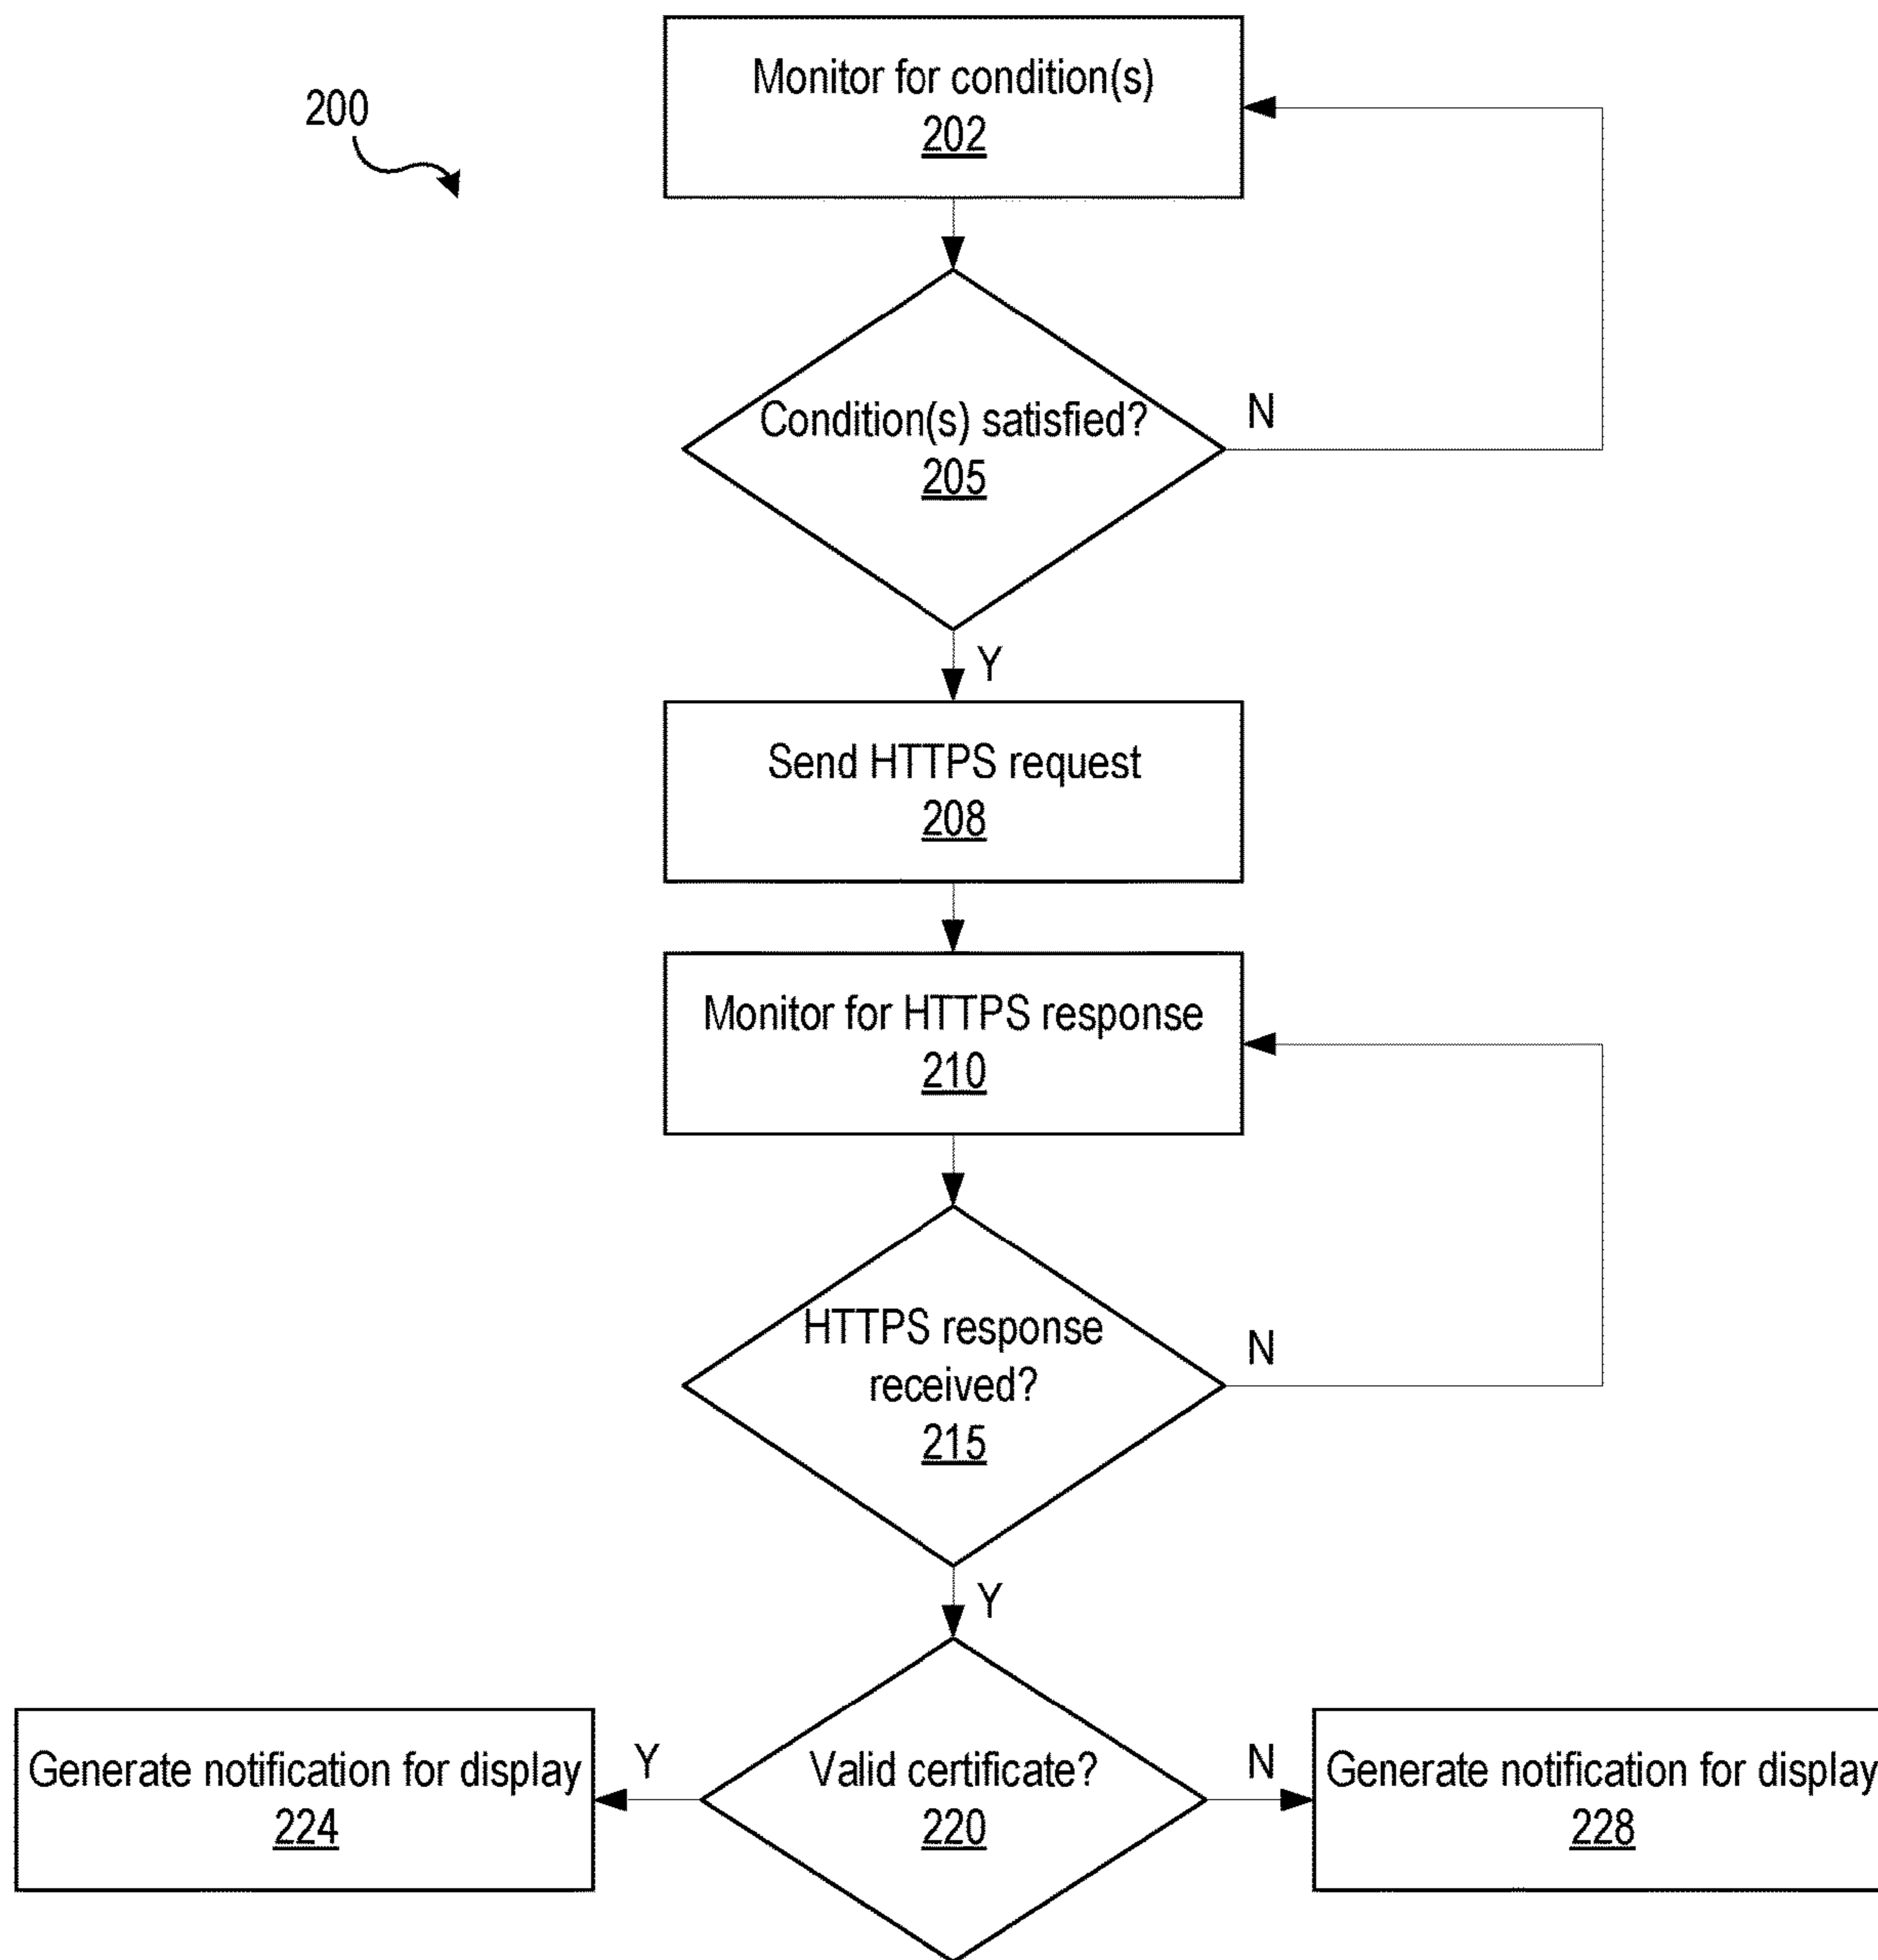 Monitor for condition(s)
202
200
Condition(s) satisfied?
205
N
Y
Send HTTPS request
208
Monitor for HTTPS response
210
HTTPS response
received?
215
N
Y
Generate notification for display
224
Y
Valid certificate?
220
N
Generate notification for display
228